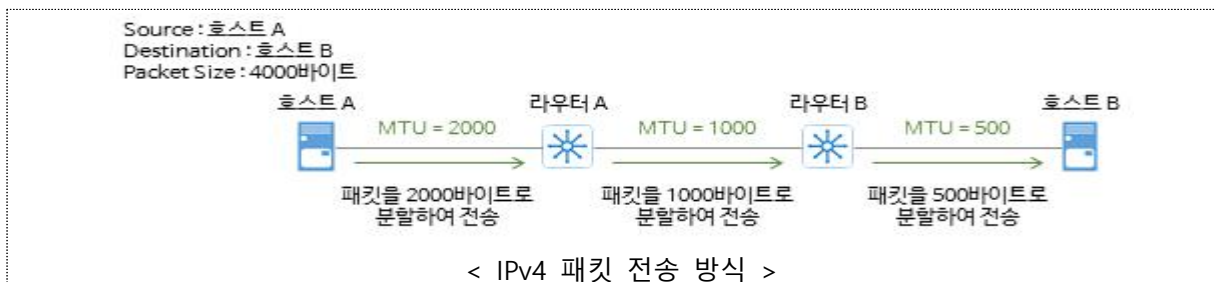 Source : 호스트 A
Destination : 호스트 B
Packet Size : 4000바이트
호스트 A 라우터 A 라우터 B 호스트 B
MTU = 2000 MTU = 1000 MTU = 500
패킷을 2000바이트로 패킷을 1000바이트로 패킷을 500바이트로
분할하여 전송 분할하여 전송 분할하여 전송
< IPv4 패킷 전송 방식 >